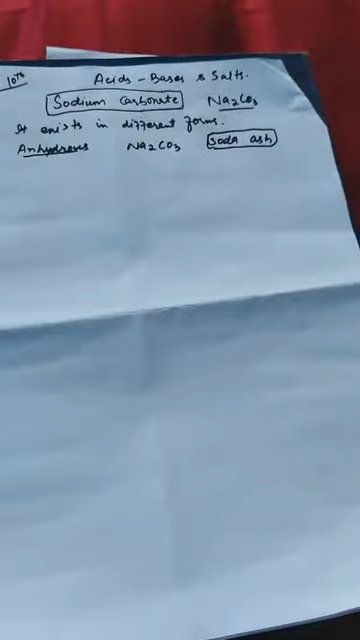 10th
Acids - Bases & Salts.
Sodium Carbonate Na2CO3
It exists in different forms.
Anhydrous Na2CO3 Soda ash